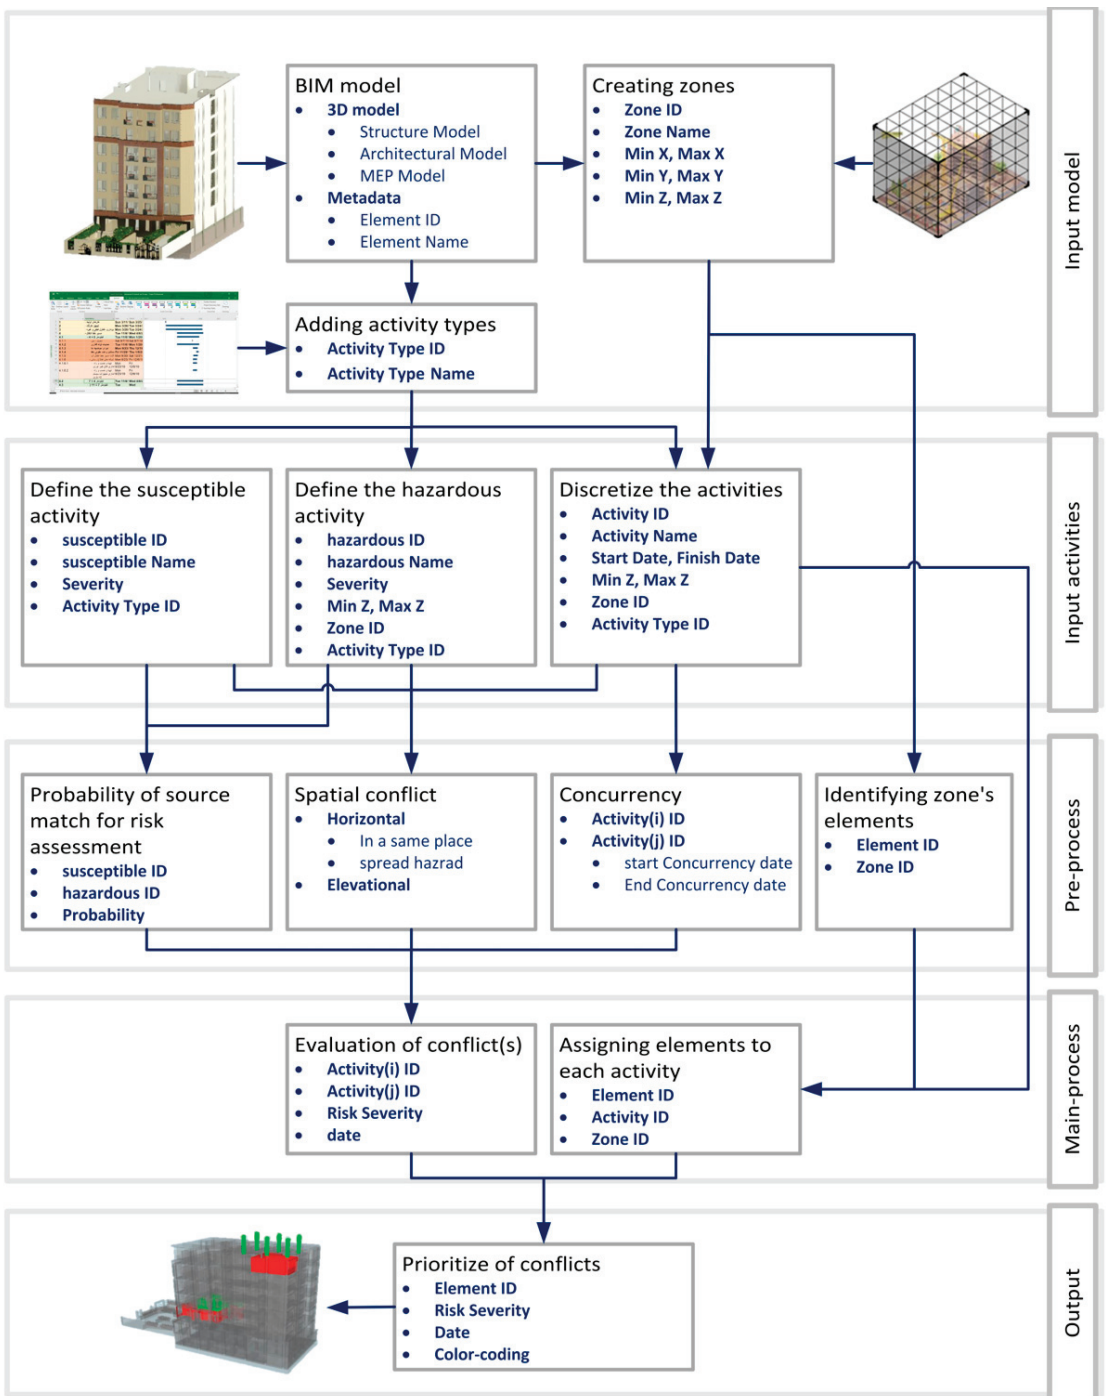 BIM model
3D model
Structure Model
Architectural Model
MEP Model
Metadata
Element ID
Element Name
Creating zones
Zone ID
Zone Name
Min X, Max X
Min Y, Max Y
Min Z, Max Z
Input model
Adding activity types
Activity Type ID
Activity Type Name
Define the susceptible
activity
susceptible ID
susceptible Name
Severity
Activity Type ID
Define the hazardous
activity
hazardous ID
hazardous Name
Severity
Min Z, Max Z
Zone ID
Activity Type ID
Discretize the activities
Activity ID
Activity Name
Start Date, Finish Date
Min Z, Max Z
Zone ID
Activity Type ID
Input activities
Probability of source
match for risk
assessment
susceptible ID
hazardous ID
Probability
Spatial conflict
Horizontal
In a same place
spread hazrad
Elevational
Concurrency
Activity(i) ID
Activity(j) ID
start Concurrency date
End Concurrency date
Identifying zone's
elements
Element ID
Zone ID
Pre-process
Evaluation of conflict(s)
Activity(i) ID
Activity(j) ID
Risk Severity
date
Assigning elements to
each activity
Element ID
Activity ID
Zone ID
Main-process
Prioritize of conflicts
Element ID
Risk Severity
Date
Color-coding
Output